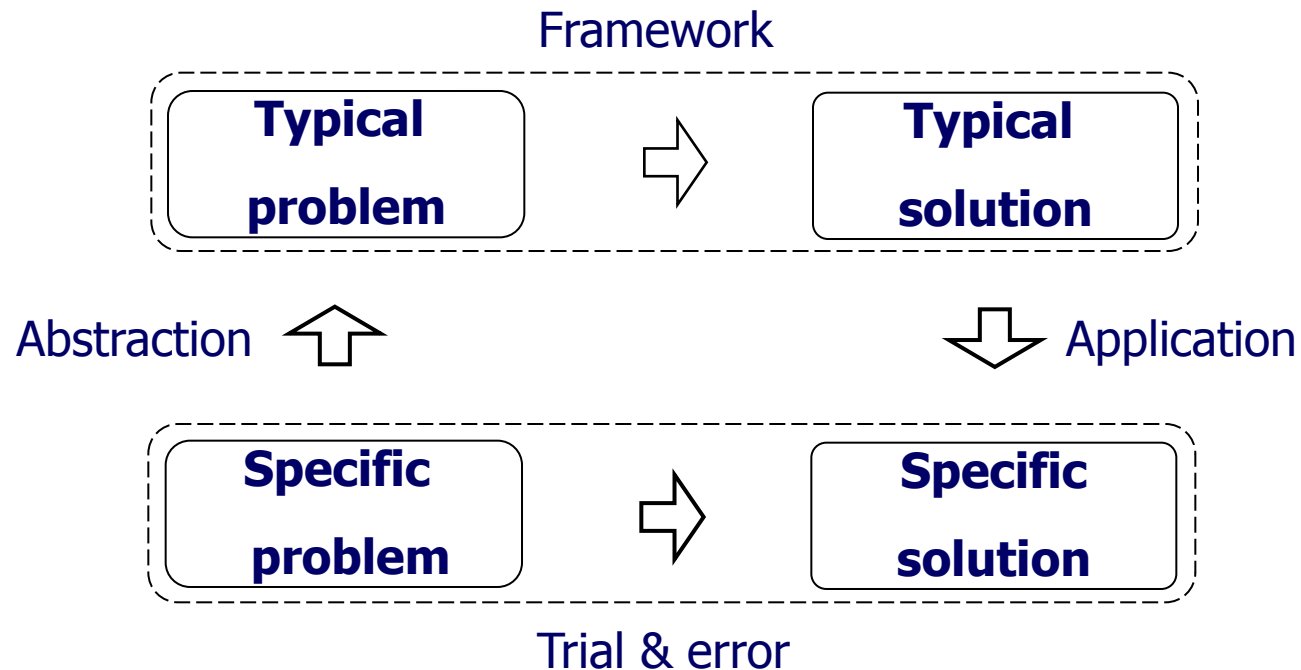 Framework
Typical
problem
Typical
solution
Abstraction
Application
Specific
problem
Specific
solution
Trial & error